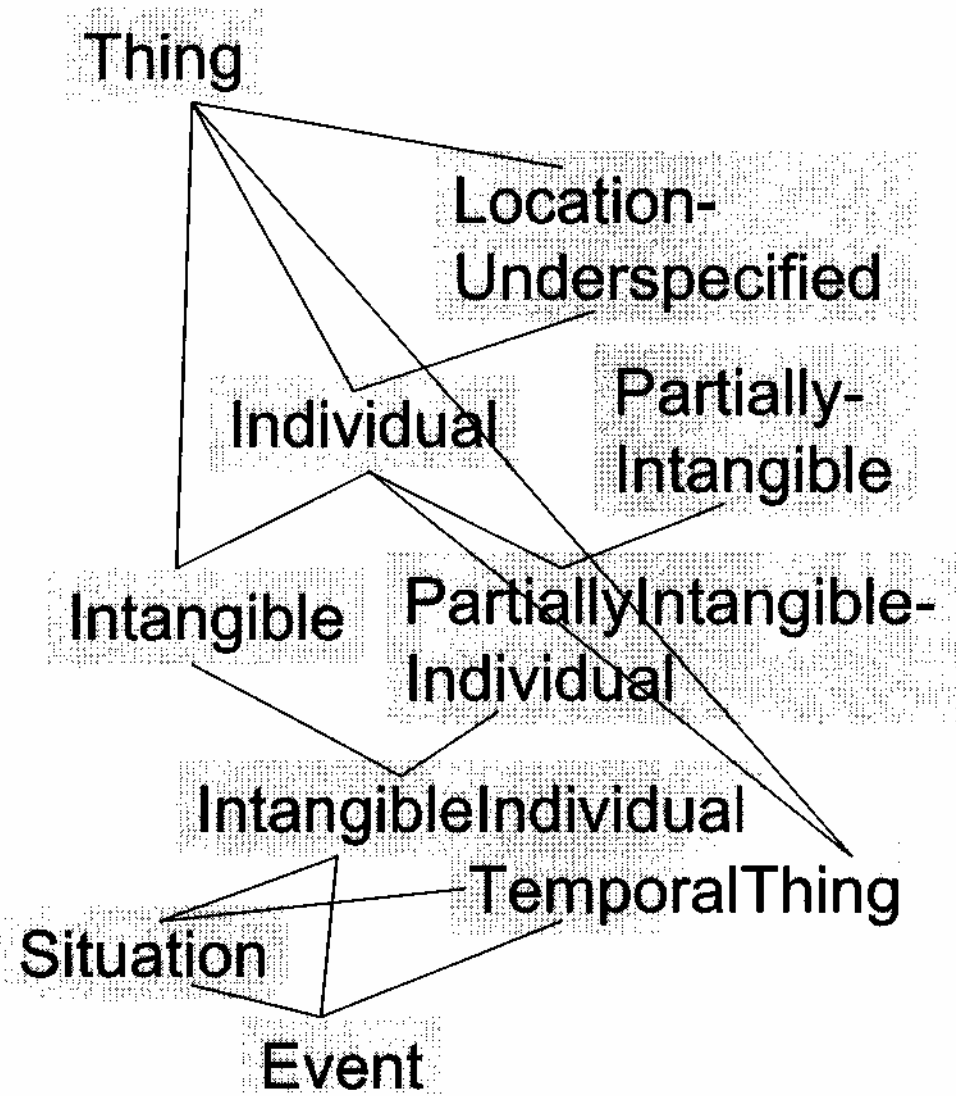 Thing
Location-
Underspecified
Individual
Partially-
Intangible
Intangible
PartiallyIntangible-
Individual
IntangibleIndividual
TemporalThing
Situation
Event